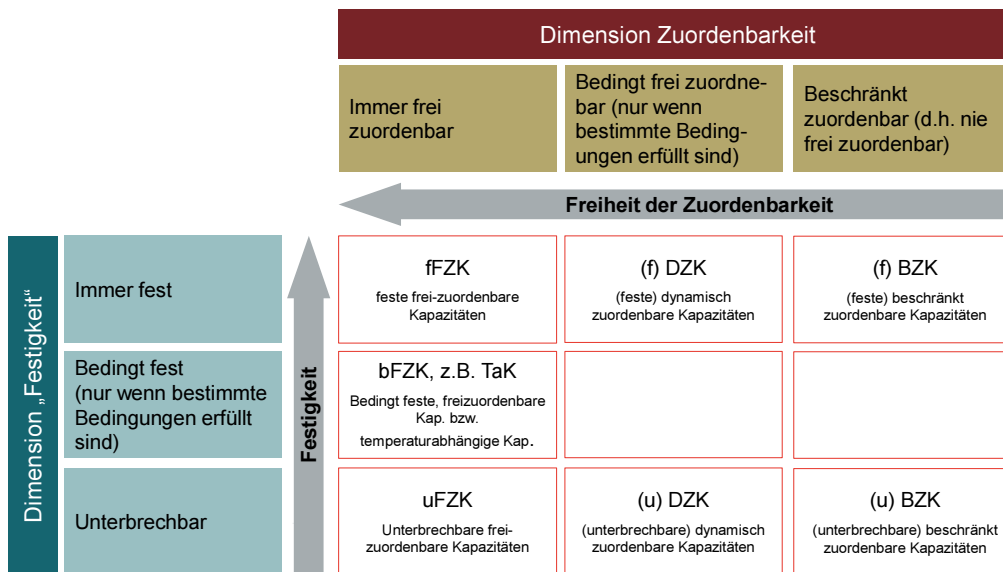 Dimension Zuordenbarkeit
Immer frei
zuordenbar
Bedingt frei zuordne-
bar (nur wenn
bestimmte Bedin-
gungen erfüllt sind)
Beschränkt
zuordenbar (d.h. nie
frei zuordenbar)
Freiheit der Zuordenbarkeit
Dimension „Festigkeit“
Festigkeit
Immer fest
fFZK
feste frei-zuordenbare
Kapazitäten
(f) DZK
(feste) dynamisch
zuordenbare Kapazitäten
(f) BZK
(feste) beschränkt
zuordenbare Kapazitäten
Bedingt fest
(nur wenn bestimmte
Bedingungen erfüllt
sind)
bFZK, z.B. TaK
Bedingt feste, freizuordenbare
Kap. bzw.
temperaturabhängige Kap.
Unterbrechbar
uFZK
Unterbrechbare frei-
zuordenbare Kapazitäten
(u) DZK
(unterbrechbare) dynamisch
zuordenbare Kapazitäten
(u) BZK
(unterbrechbare) beschränkt
zuordenbare Kapazitäten